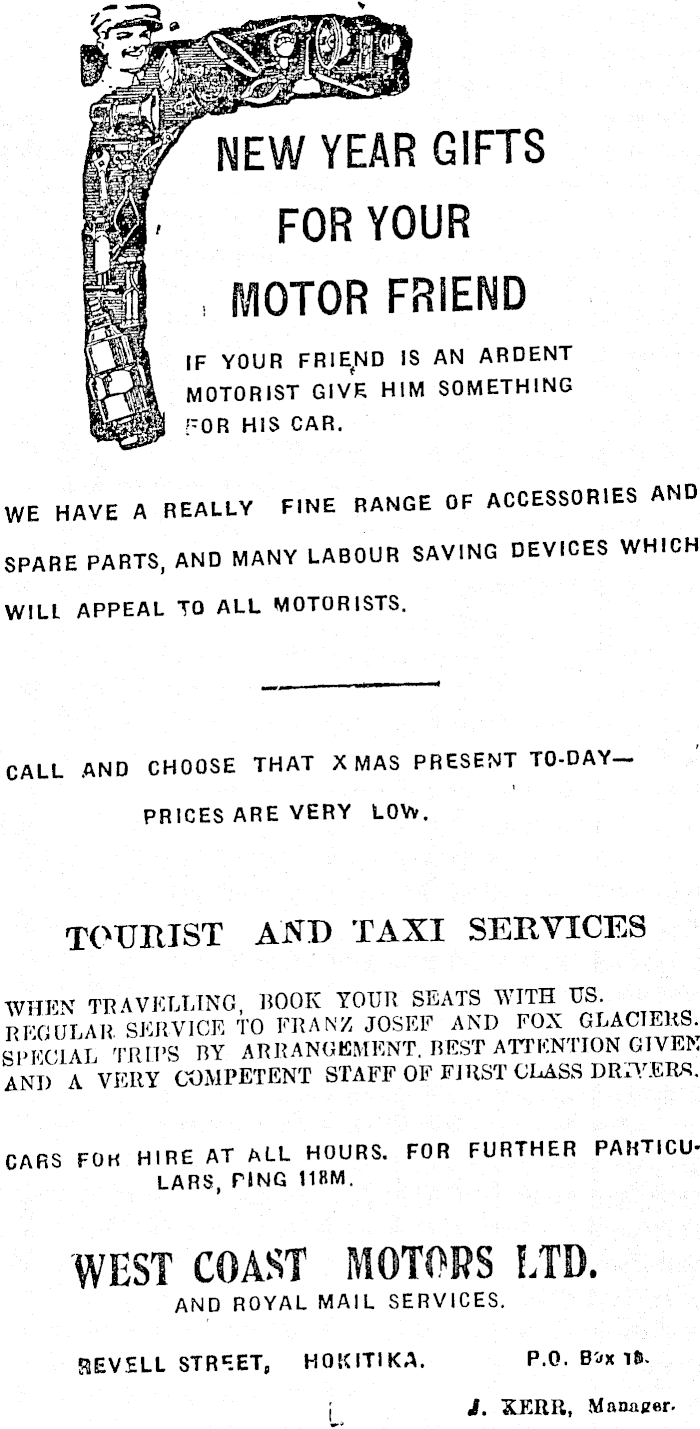 NEW YEAR GIFTS
FOR YOUR
MOTOR FRIEND
IF YOUR FRIEND IS AN ARDENT
MOTORIST GIVE HIM SOMETHING
FOR HIS CAR.
WE HAVE A REALLY FINE RANGE OF ACCESSORIES AND
SPARE PARTS, AND MANY LABOUR SAVING DEVICES WHICH
WILL APPEAL TO ALL MOTORISTS.
CALL AND CHOOSE THAT XMAS PRESENT TO-DAY—
PRICES ARE VERY LOW.
TOURIST AND TAXI SERVICES
WHEN TRAVELLING, BOOK YOUR SEATS WITH US.
REGULAR SERVICE TO FRANZ JOSEF AND FOX GLACIERS.
SPECIAL TRIPS BY ARRANGEMENT. BEST ATTENTION GIVEN
AND A VERY COMPETENT STAFF OF FIRST CLASS DRIVERS.
CARS FOR HIRE AT ALL HOURS. FOR FURTHER PARTICU-
LARS, RING 118M.
WEST COAST MOTORS LTD.
AND ROYAL MAIL SERVICES.
REVELL STREET, HOKITIKA. P.O. Box
J. KERR, Manager.